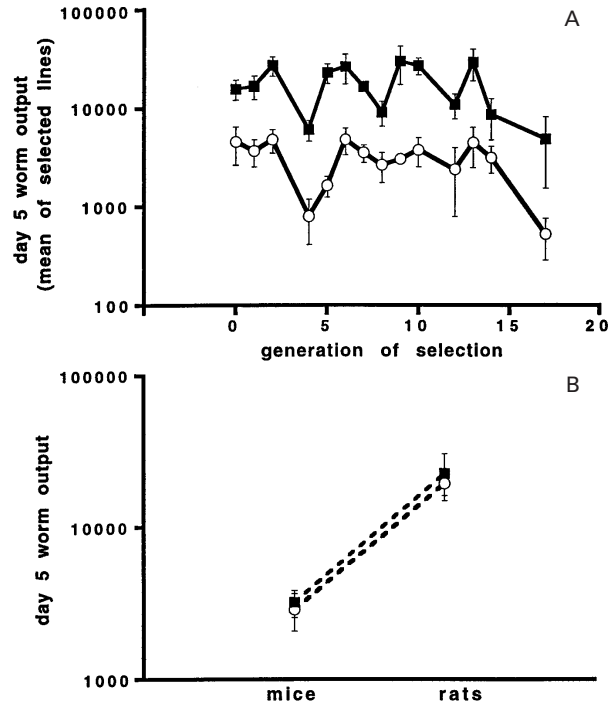 A
100000
10000
1000
100
day 5 worm output
(mean of selected lines)
0 5 10 15 20
generation of selection
B
100000
10000
1000
day 5 worm output
mice rats